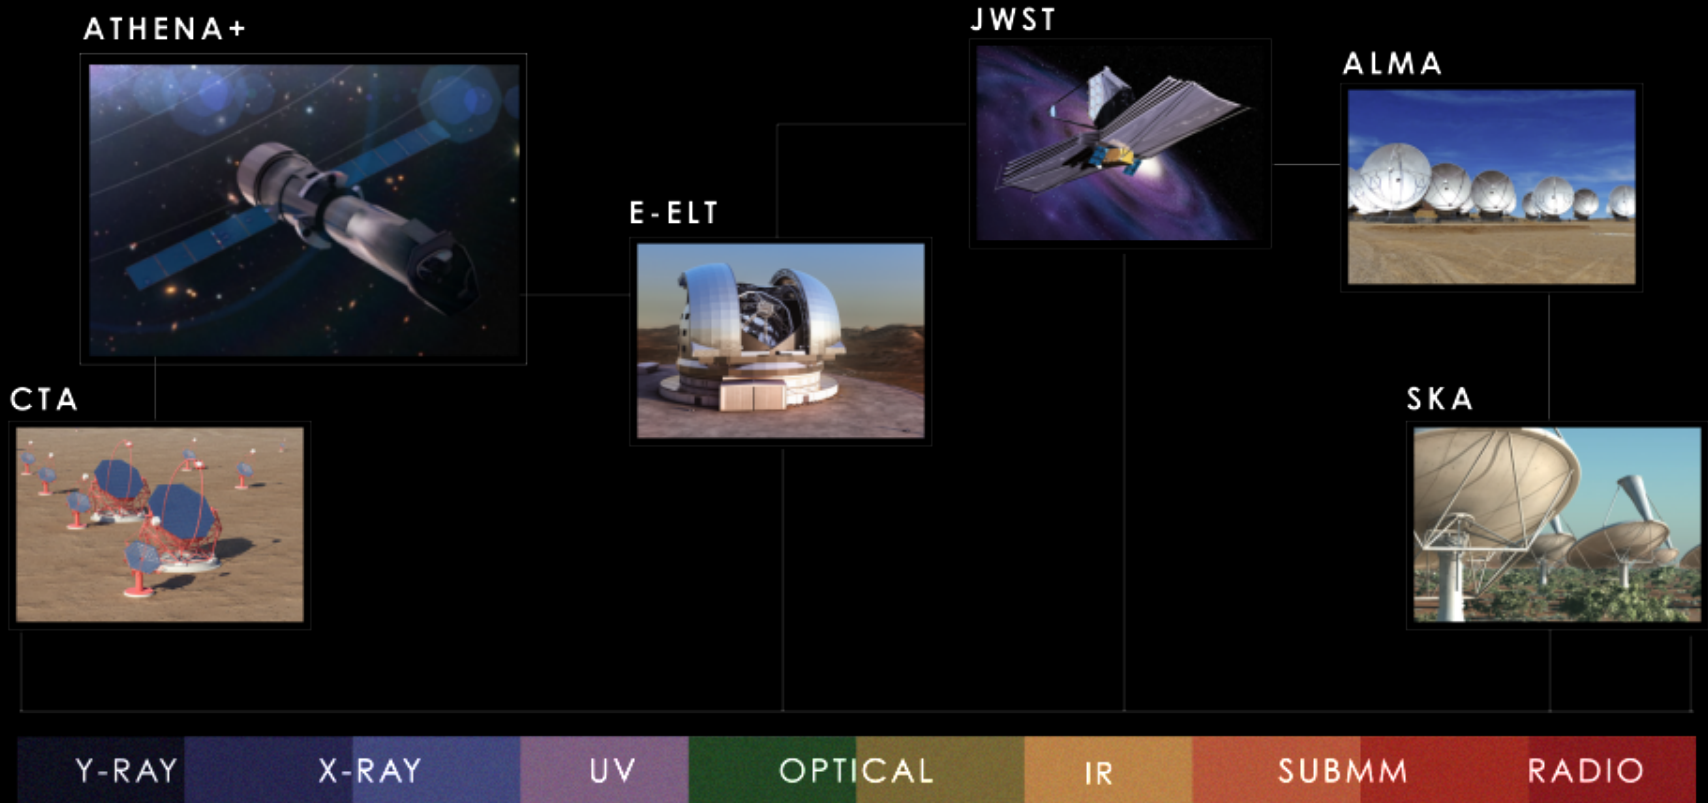 ATHENA+
JWST
ALMA
E-ELT
CTA
SKA
Y-RAY X-RAY UV OPTICAL IR SUBMM RADIO